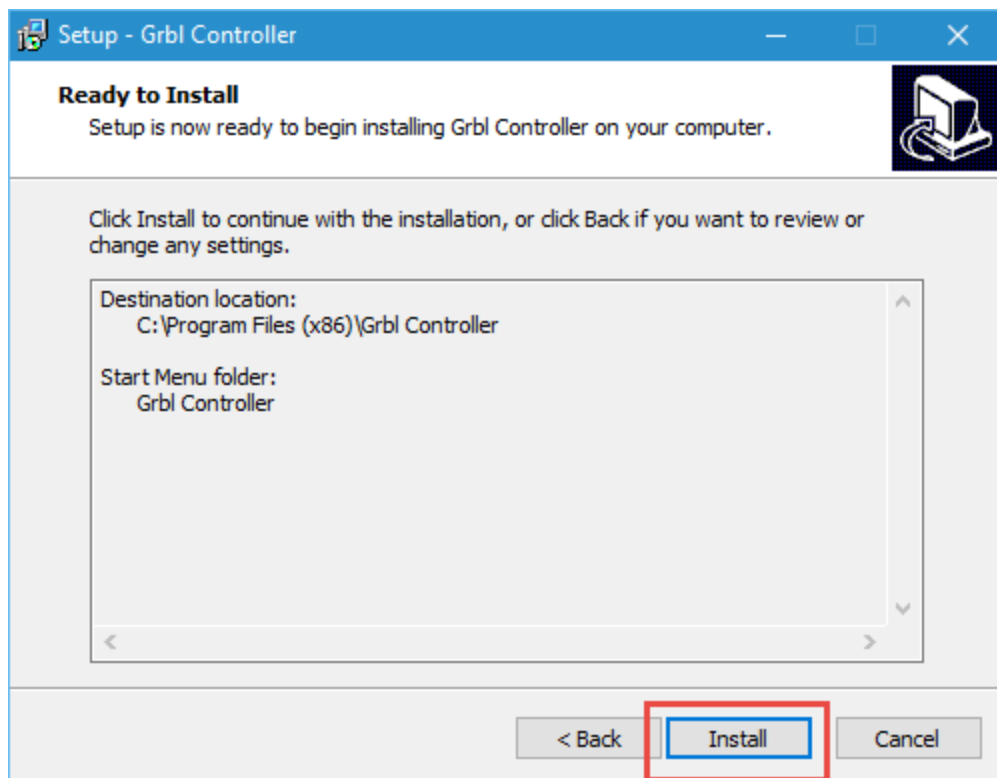 Setup - Grbl Controller
Ready to Install
Setup is now ready to begin installing Grbl Controller on your computer.
Click Install to continue with the installation, or click Back if you want to review or
change any settings.
Destination location:
C:\Program Files (x86)\Grbl Controller
Start Menu folder:
Grbl Controller
< Back
Install
Cancel